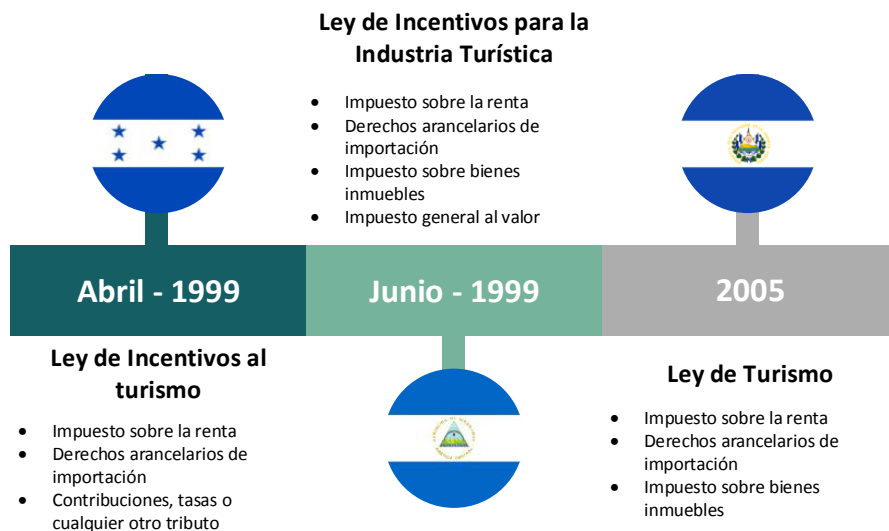 Ley de Incentivos para la
Industria Turística
• Impuesto sobre la renta
• Derechos arancelarios de
importación
• Impuesto sobre bienes
inmuebles
• Impuesto general al valor
Abril - 1999
Junio - 1999
2005
Ley de Incentivos al
turismo
• Impuesto sobre la renta
• Derechos arancelarios de
importación
• Contribuciones, tasas o
cualquier otro tributo
Ley de Turismo
• Impuesto sobre la renta
• Derechos arancelarios de
importación
• Impuesto sobre bienes
inmuebles